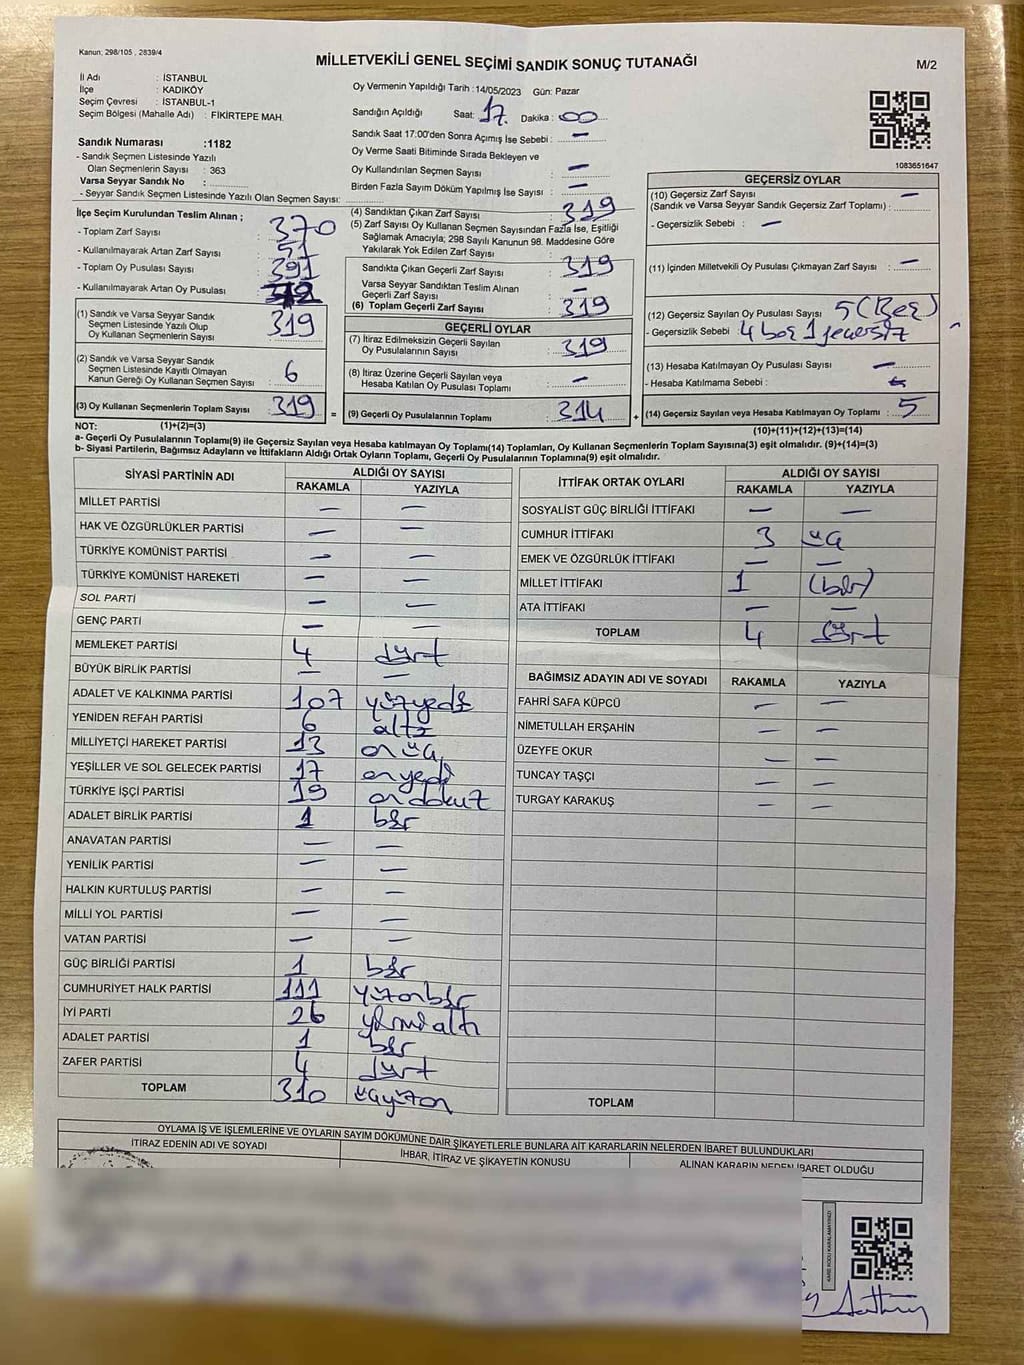 Kanun; 298/105 , 2839/4
MİLLETVEKİLİ GENEL SEÇİMİ SANDIK SONUÇ TUTANAĞI
M/2
İl Adı : İSTANBUL
İlçe : KADIKÖY
Seçim Çevresi : İSTANBUL-1
Seçim Bölgesi (Mahalle Adı) : FİKİRTEPE MAH.
Sandık Numarası :1182
- Sandık Seçmen Listesinde Yazılı
Olan Seçmenlerin Sayısı : 363
Varsa Seyyar Sandık No :
- Seyyar Sandık Seçmen Listesinde Yazılı Olan Seçmen Sayısı:
Oy Vermenin Yapıldığı Tarih : 14/05/2023 Gün: Pazar
Sandığın Açıldığı Saat: 17. Dakika : 00
Sandık Saat 17:00'den Sonra Açımış İse Sebebi : —
Oy Verme Saati Bitiminde Sırada Bekleyen ve
Oy Kullandırılan Seçmen Sayısı : —
Birden Fazla Sayım Döküm Yapılmış İse Sayısı : —
1083651647
İlçe Seçim Kurulundan Teslim Alınan ;
- Toplam Zarf Sayısı : 370
- Kullanılmayarak Artan Zarf Sayısı : 51
- Toplam Oy Pusulası Sayısı : 391
- Kullanılmayarak Artan Oy Pusulası :
(1) Sandık ve Varsa Seyyar Sandık
Seçmen Listesinde Yazılı Olup
Oy Kullanan Seçmenlerin Sayısı : 319
(2) Sandık ve Varsa Seyyar Sandık
Seçmen Listesinde Kayıtlı Olmayan
Kanun Gereği Oy Kullanan Seçmen Sayısı : 6
(3) Oy Kullanan Seçmenlerin Toplam Sayısı : 319 =
(4) Sandıktan Çıkan Zarf Sayısı : 319
(5) Zarf Sayısı Oy Kullanan Seçmen Sayısından Fazla İse, Eşitliği
Sağlamak Amacıyla; 298 Sayılı Kanunun 98. Maddesine Göre
Yakılarak Yok Edilen Zarf Sayısı :
Sandıkta Çıkan Geçerli Zarf Sayısı : 319
Varsa Seyyar Sandıktan Teslim Alınan
Geçerli Zarf Sayısı : —
(6) Toplam Geçerli Zarf Sayısı : 319
GEÇERLİ OYLAR
(7) İtiraz Edilmeksizin Geçerli Sayılan
Oy Pusulalarının Sayısı : 319
(8) İtiraz Üzerine Geçerli Sayılan veya
Hesaba Katılan Oy Pusulası Toplamı : —
(9) Geçerli Oy Pusulalarının Toplamı : 314 +
GEÇERSİZ OYLAR
(10) Geçersiz Zarf Sayısı —
(Sandık ve Varsa Seyyar Sandık Geçersiz Zarf Toplamı) :
- Geçersizlik Sebebi : —
(11) İçinden Milletvekili Oy Pusulası Çıkmayan Zarf Sayısı : —
(12) Geçersiz Sayılan Oy Pusulası Sayısı : 5 (Beş)
- Geçersizlik Sebebi : 4 boş 1 gecersiz
(13) Hesaba Katılmayan Oy Pusulası Sayısı : —
- Hesaba Katılmama Sebebi :
(14) Geçersiz Sayılan veya Hesaba Katılmayan Oy Toplamı : 5
NOT: (1)+(2)=(3)
(10)+(11)+(12)+(13)=(14)
a- Geçerli Oy Pusulalarının Toplamı(9) ile Geçersiz Sayılan veya Hesaba katılmayan Oy Toplamı(14) Toplamları, Oy Kullanan Seçmenlerin Toplam Sayısına(3) eşit olmalıdır. (9)+(14)=(3)
b- Siyasi Partilerin, Bağımsız Adayların ve İttifakların Aldığı Ortak Oyların Toplamı, Geçerli Oy Pusulalarının Toplamına(9) eşit olmalıdır.
SİYASİ PARTİNİN ADI ALDIĞI OY SAYISI
RAKAMLA YAZIYLA
MİLLET PARTİSİ — —
HAK VE ÖZGÜRLÜKLER PARTİSİ — —
TÜRKİYE KOMÜNİST PARTİSİ — —
TÜRKİYE KOMÜNİST HAREKETİ — —
SOL PARTİ — —
GENÇ PARTİ — —
MEMLEKET PARTİSİ 4 dört
BÜYÜK BİRLİK PARTİSİ — —
ADALET VE KALKINMA PARTİSİ 107 yüzyedi
YENİDEN REFAH PARTİSİ 6 altı
MİLLİYETÇİ HAREKET PARTİSİ 13 onüç
YEŞİLLER VE SOL GELECEK PARTİSİ 17 onyedi
TÜRKİYE İŞÇİ PARTİSİ 19 ondokuz
ADALET BİRLİK PARTİSİ 1 bir
ANAVATAN PARTİSİ — —
YENİLİK PARTİSİ — —
HALKIN KURTULUŞ PARTİSİ — —
MİLLİ YOL PARTİSİ — —
VATAN PARTİSİ — —
GÜÇ BİRLİĞİ PARTİSİ 1 bir
CUMHURİYET HALK PARTİSİ 111 yüzonbir
İYİ PARTİ 26 yirmialtı
ADALET PARTİSİ 1 bir
ZAFER PARTİSİ 4 dört
TOPLAM 310 üçyüzon
İTTİFAK ORTAK OYLARI ALDIĞI OY SAYISI
RAKAMLA YAZIYLA
SOSYALİST GÜÇ BİRLİĞİ İTTİFAKI — —
CUMHUR İTTİFAKI 3 üç
EMEK VE ÖZGÜRLÜK İTTİFAKI — —
MİLLET İTTİFAKI 1 (bir)
ATA İTTİFAKI — —
TOPLAM 4 dört
BAĞIMSIZ ADAYIN ADI VE SOYADI RAKAMLA YAZIYLA
FAHRİ SAFA KÜPCÜ — —
NİMETULLAH ERŞAHİN — —
ÜZEYFE OKUR — —
TUNCAY TAŞÇI — —
TURGAY KARAKUŞ — —
TOPLAM
OYLAMA İŞ VE İŞLEMLERİNE VE OYLARIN SAYIM DÖKÜMÜNE DAİR ŞİKAYETLERLE BUNLARA AİT KARARLARIN NELERDEN İBARET BULUNDUKLARI
İTİRAZ EDENİN ADI VE SOYADI İHBAR, İTİRAZ VE ŞİKAYETİN KONUSU ALINAN KARARIN NEDEN İBARET OLDUĞU
KARE KODU KARALAMAYINIZ!